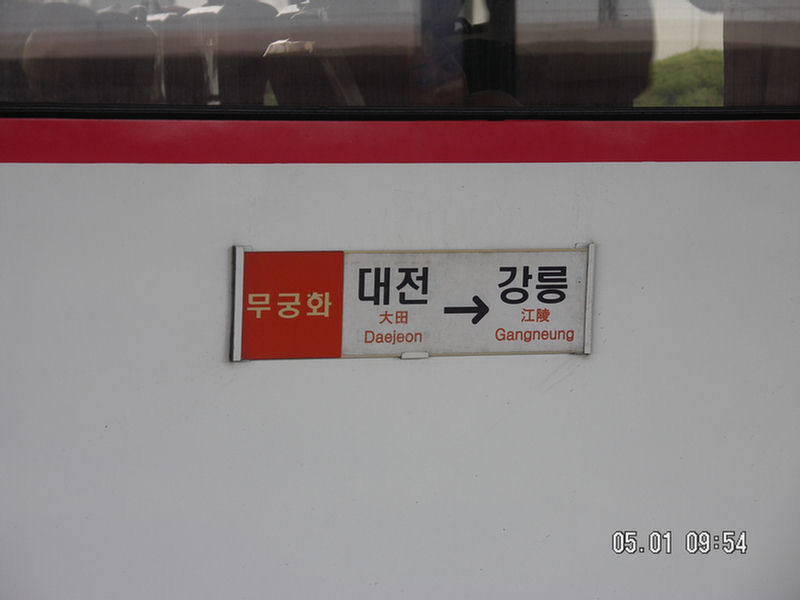 무궁화
대전 → 강릉
大田 江陵
Daejeon Gangneung
05.01 09:54